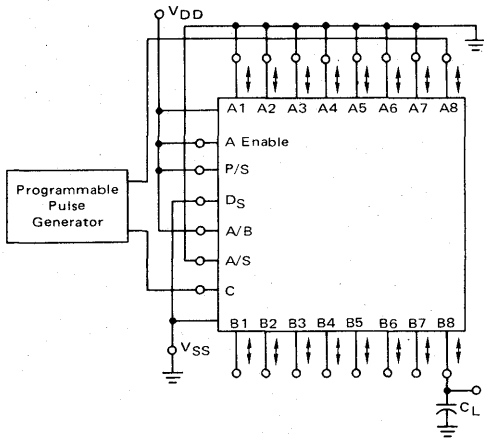 VDD
A1 A2 A3 A4 A5 A6 A7 A8
A Enable
P/S
Programmable
Pulse
Generator
DS
A/B
A/S
C
B1 B2 B3 B4 B5 B6 B7 B8
VSS
CL